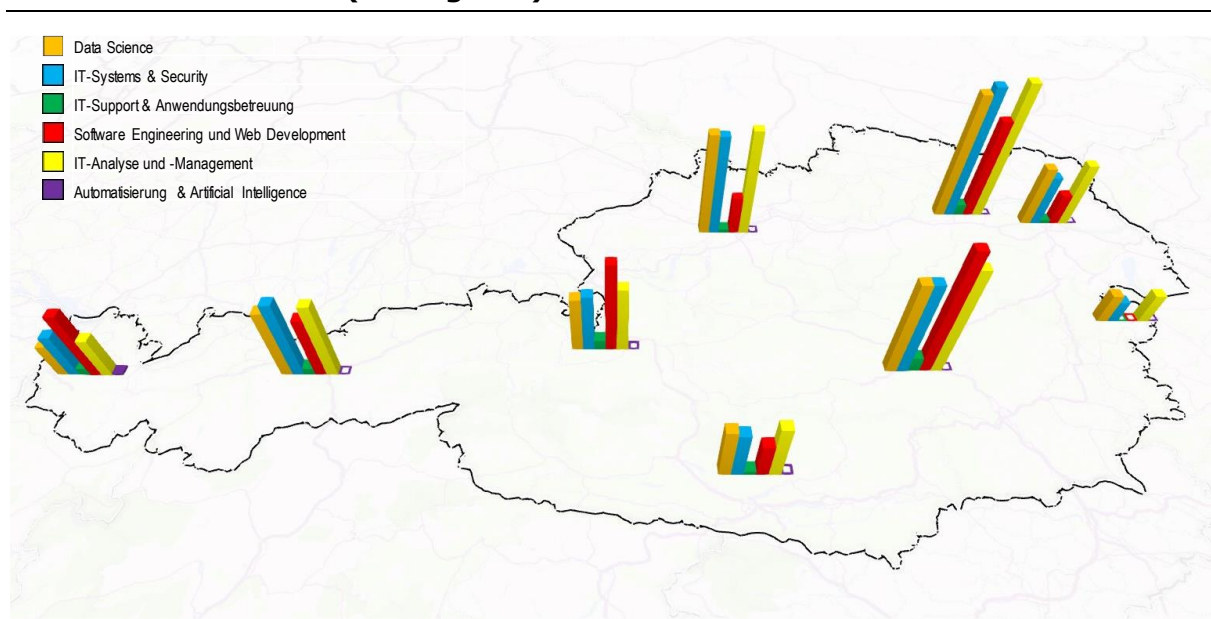 Data Science
IT-Systems & Security
IT-Support & Anwendungsbetreuung
Software Engineering und Web Development
IT-Analyse und -Management
Automatisierung & Artificial Intelligence